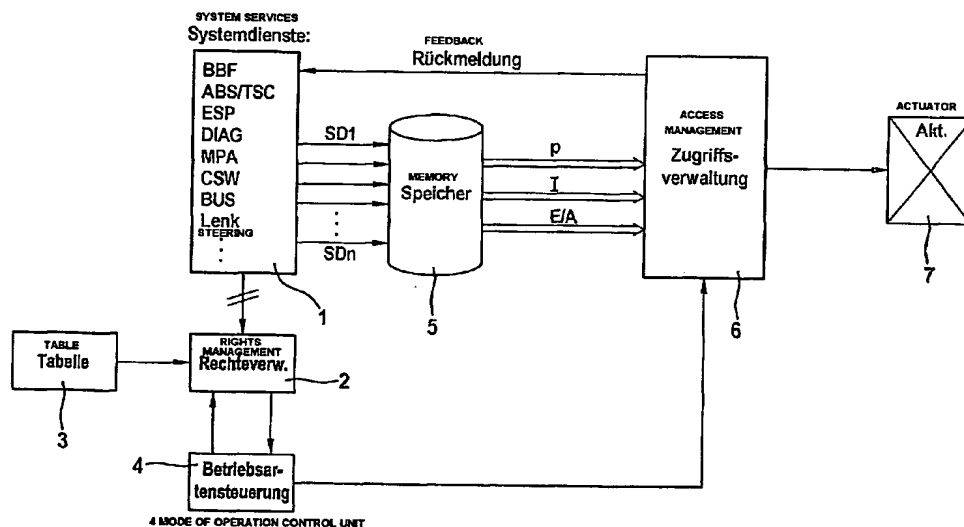 SYSTEM SERVICES
Systemdienste:
BBF
ABS/TSC
ESP
DIAG
MPA
CSW
BUS
Lenk
STEERING
1
FEEDBACK
Rückmeldung
SD1
SDn
MEMORY
Speicher
5
p
I
E/A
ACCESS
MANAGEMENT
Zugriffs-
verwaltung
6
ACTUATOR
Akt.
7
TABLE
Tabelle
3
RIGHTS
MANAGEMENT
Rechteverw.
2
4
Betriebsar-
tensteuerung
4 MODE OF OPERATION CONTROL UNIT